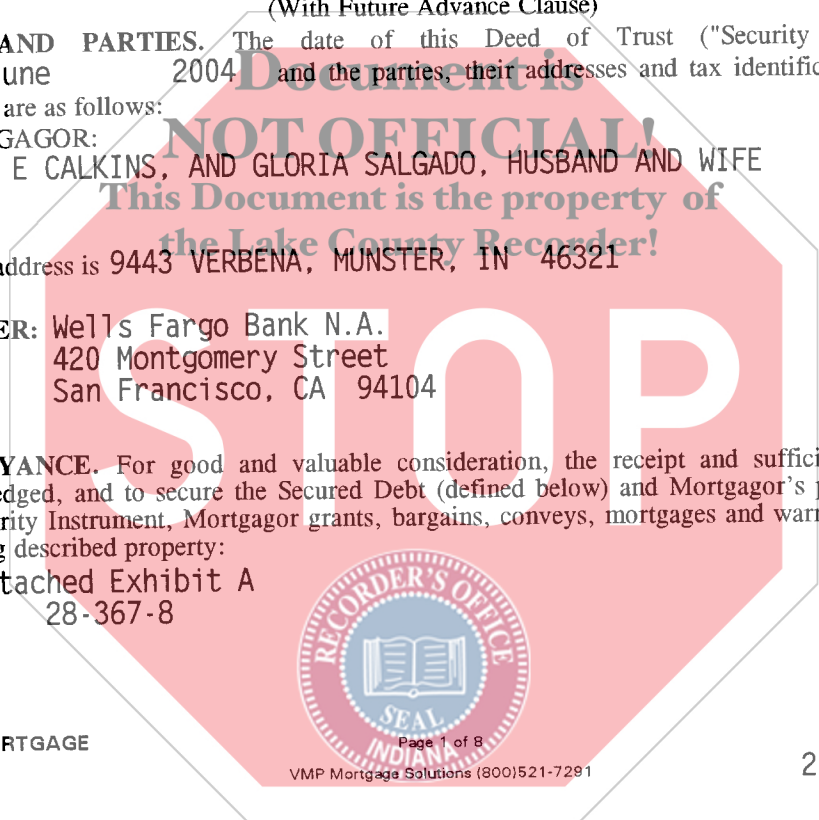 (With Future Advance Clause)
AND PARTIES. The date of this Deed of Trust ("Security
une 2004 and the parties, their addresses and tax identific
are as follows:
GAGOR:
E CALKINS, AND GLORIA SALGADO, HUSBAND AND WIFE
Document is
NOT OFFICIAL!
This Document is the property of
the Lake County Recorder!
address is 9443 VERBENA, MUNSTER, IN 46321
ER: Wells Fargo Bank N.A.
420 Montgomery Street
San Francisco, CA 94104
STOP
YANCE. For good and valuable consideration, the receipt and suffici
edged, and to secure the Secured Debt (defined below) and Mortgagor's p
rity Instrument, Mortgagor grants, bargains, conveys, mortgages and warr
g described property:
tached Exhibit A
28-367-8
RECORDER'S OFFICE
SEAL
INDIANA
RTGAGE
Page 1 of 8
VMP Mortgage Solutions (800)521-7291
2